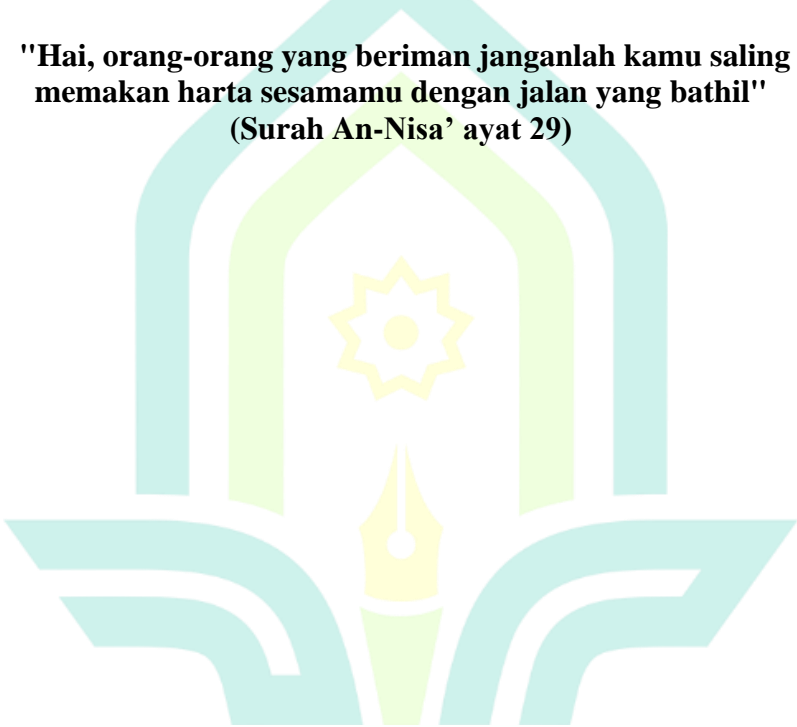 "Hai, orang-orang yang beriman janganlah kamu saling
memakan harta sesamamu dengan jalan yang bathil"
(Surah An-Nisa’ ayat 29)